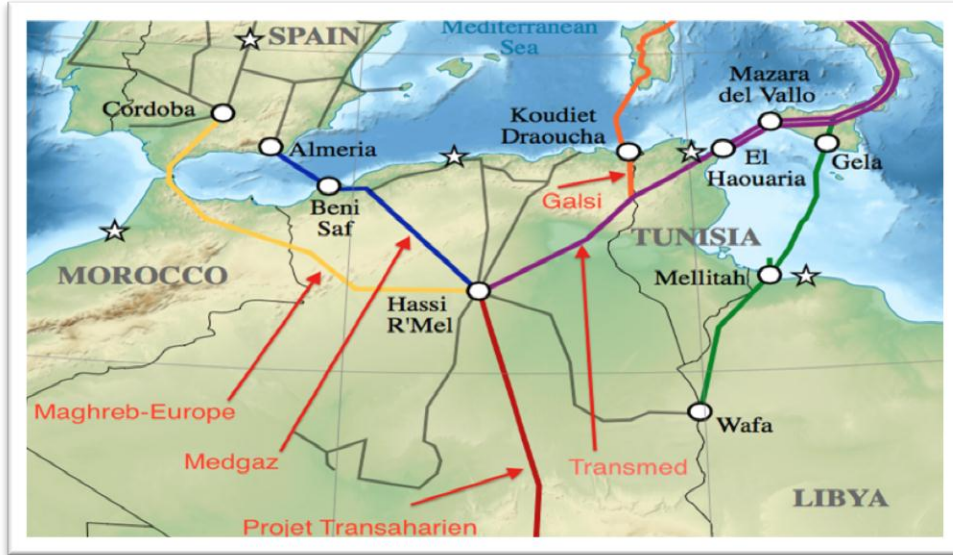 Mediterranean
Sea
SPAIN
Cordoba
Almeria
Beni
Saf
Koudiet
Draoucha
Mazara
del Vallo
El
Haouaria
Gela
Galsi
TUNISIA
MOROCCO
Hassi
R'Mel
Mellitah
Maghreb-Europe
Medgaz
Transmed
Wafa
Projet Transaharien
LIBYA